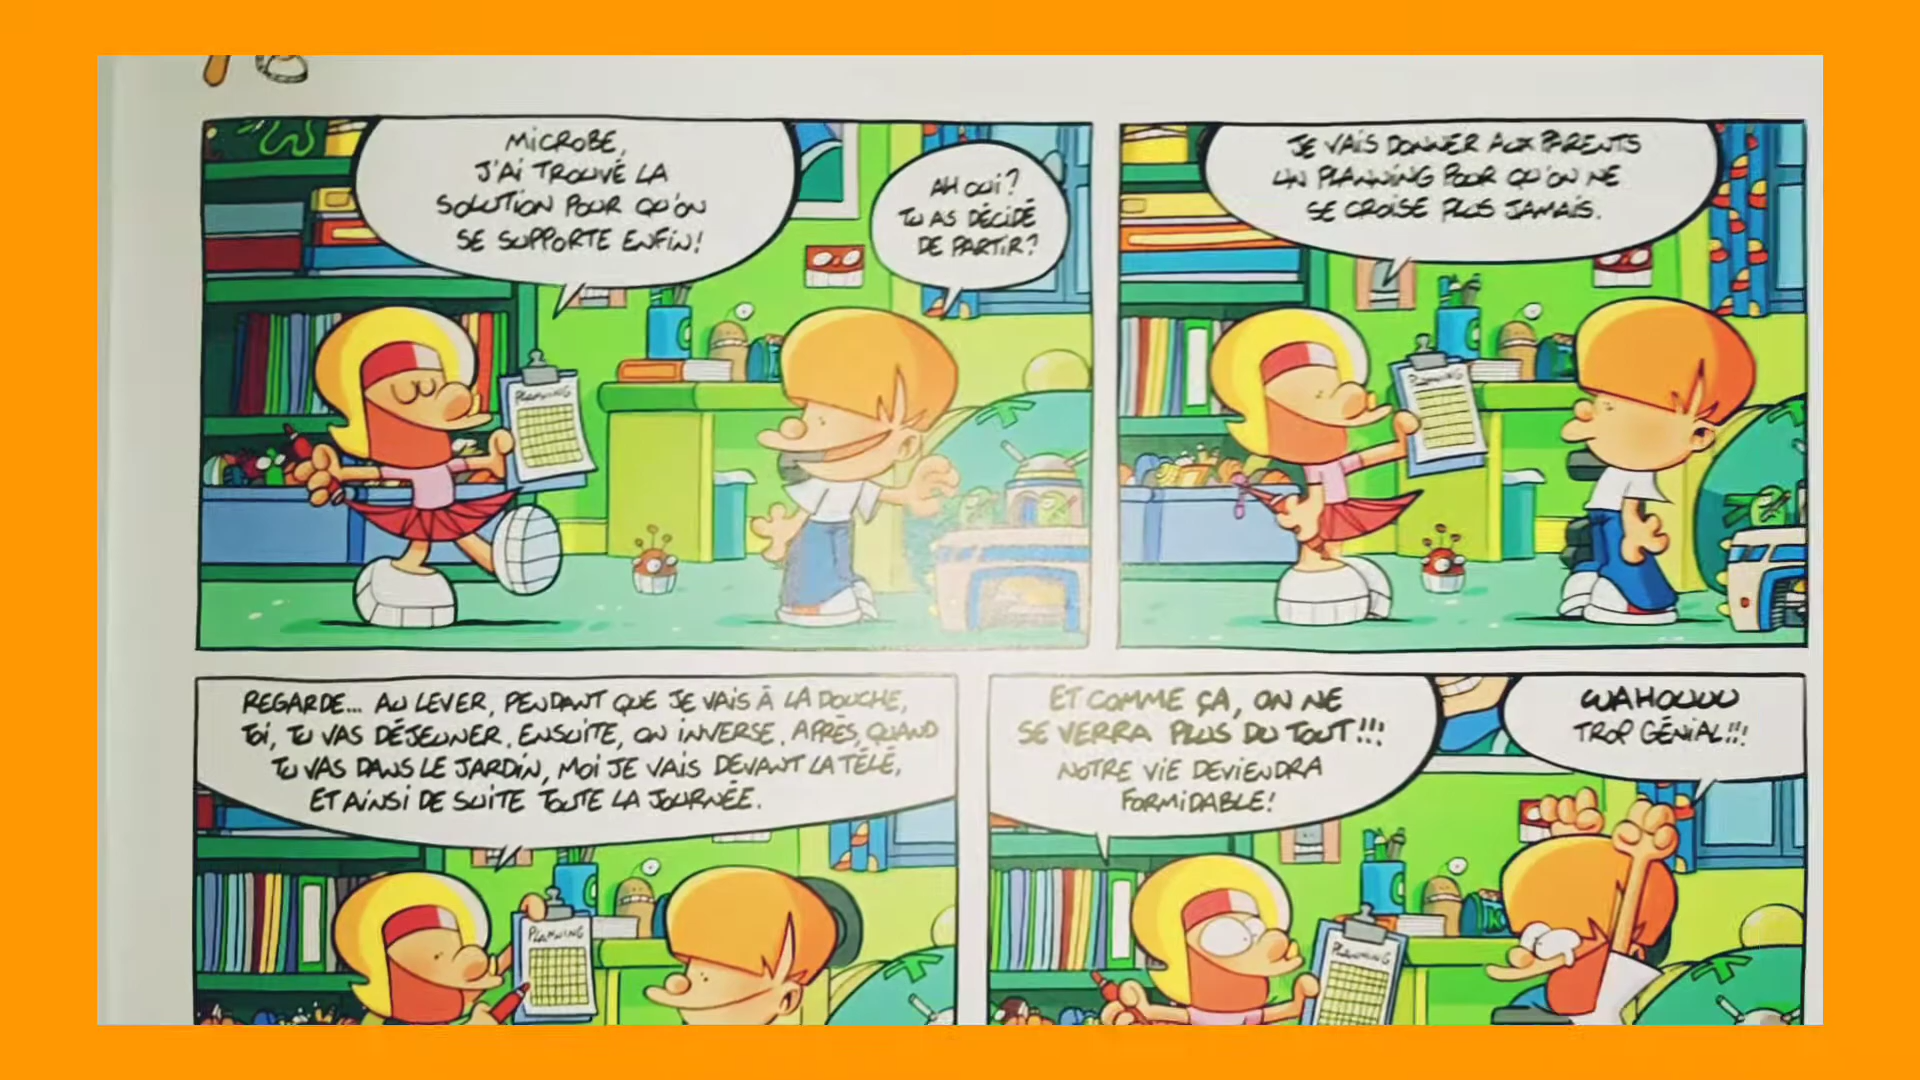 MICROBE,
J'AI TROUVÉ LA
SOLUTION POUR QU'ON
SE SUPPORTE ENFIN!
AH OUI?
TU AS DÉCIDÉ
DE PARTIR?
PLANNING
JE VAIS DONNER AUX PARENTS
UN PLANNING POUR QU'ON NE
SE CROISE PLUS JAMAIS.
PLANNING
REGARDE... AU LEVER, PENDANT QUE JE VAIS À LA DOUCHE,
TOI, TU VAS DÉJEUNER. ENSUITE, ON INVERSE. APRÈS, QUAND
TU VAS DANS LE JARDIN, MOI JE VAIS DEVANT LA TÉLÉ,
ET AINSI DE SUITE TOUTE LA JOURNÉE.
PLANNING
ET COMME ÇA, ON NE
SE VERRA PLUS DU TOUT!!!
NOTRE VIE DEVIENDRA
FORMIDABLE!
WAHOUUU
TROP GÉNIAL!!!
PLANNING